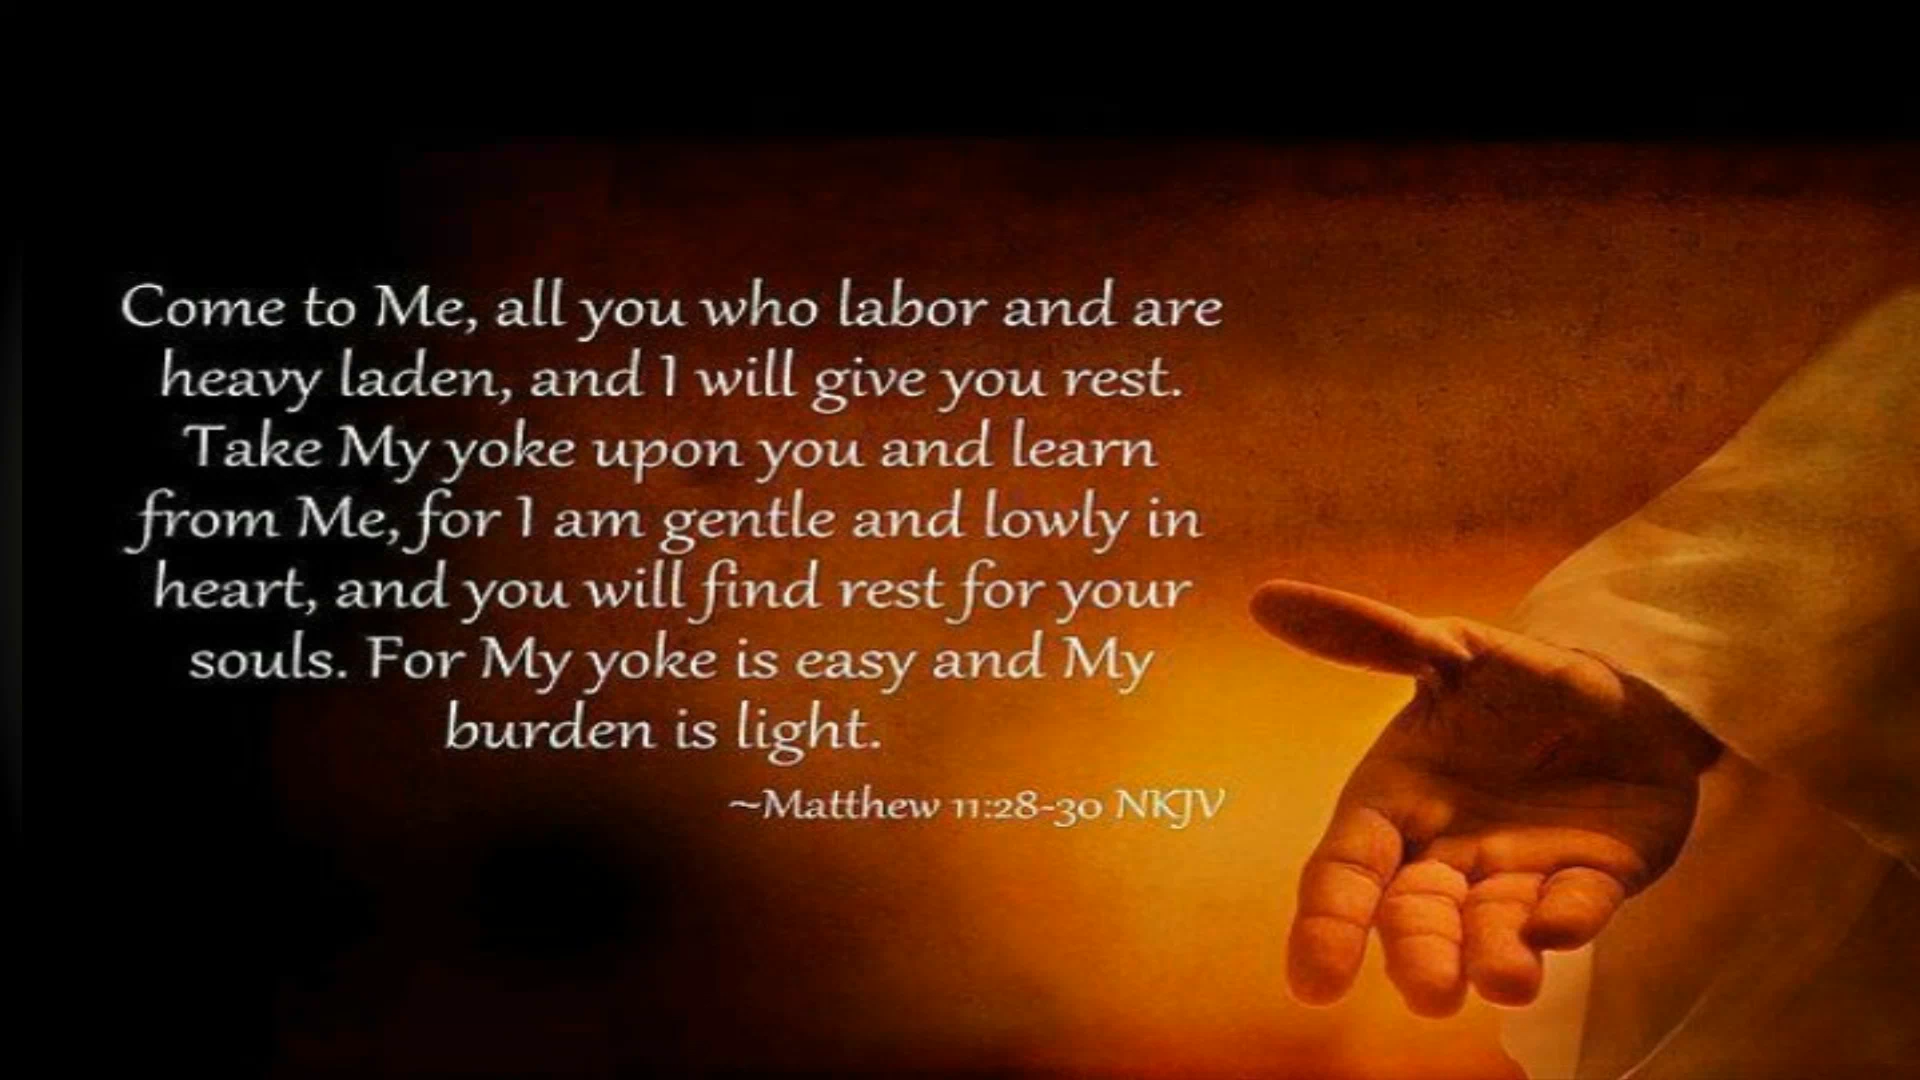 Come to Me, all you who labor and are
heavy laden, and I will give you rest.
Take My yoke upon you and learn
from Me, for I am gentle and lowly in
heart, and you will find rest for your
souls. For My yoke is easy and My
burden is light.
~Matthew 11:28-30 NKJV